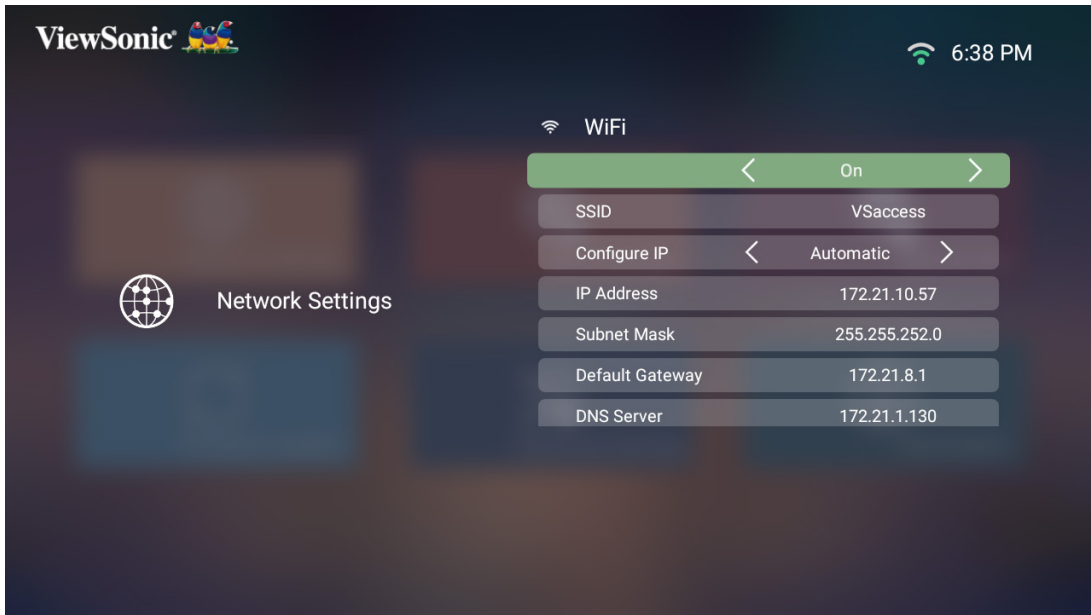 ViewSonic
6:38 PM
WiFi
On
SSID VSaccess
Configure IP Automatic
Network Settings
IP Address 172.21.10.57
Subnet Mask 255.255.252.0
Default Gateway 172.21.8.1
DNS Server 172.21.1.130